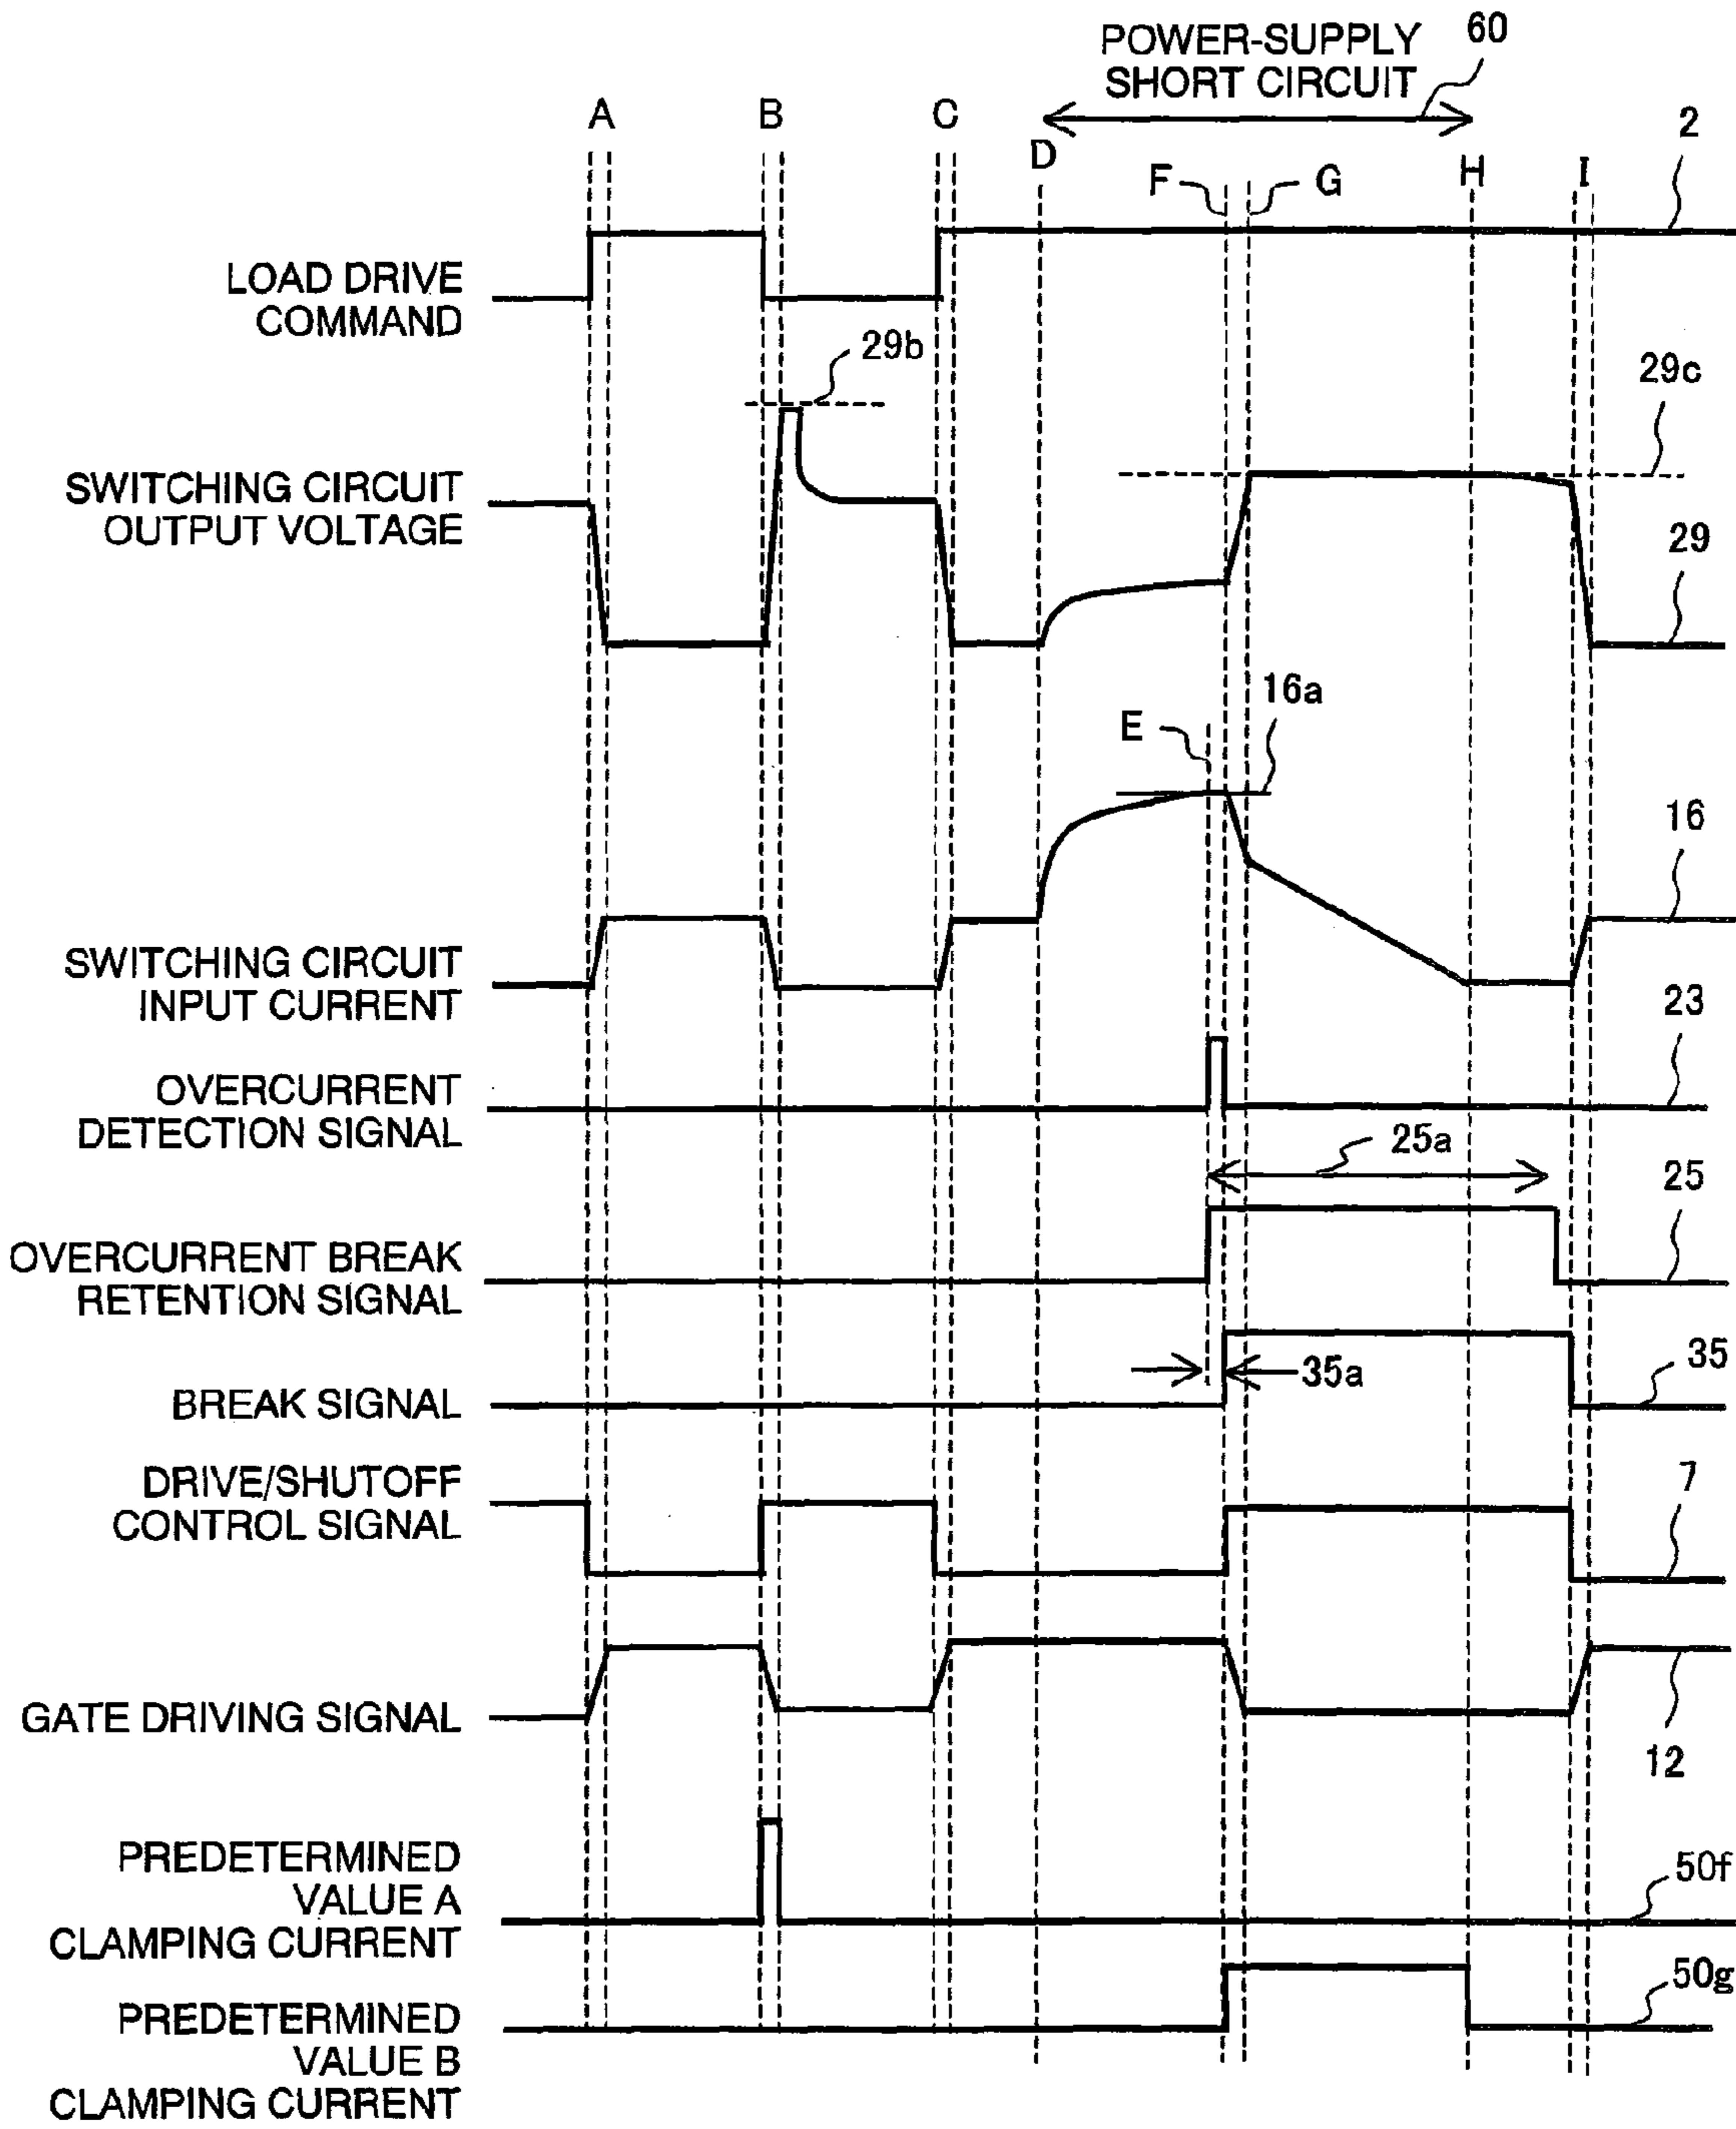 POWER-SUPPLY
SHORT CIRCUIT
60
A
B
C
D
F
G
H
I
2
LOAD DRIVE
COMMAND
29b
29c
SWITCHING CIRCUIT
OUTPUT VOLTAGE
29
16a
E
16
SWITCHING CIRCUIT
INPUT CURRENT
23
OVERCURRENT
DETECTION SIGNAL
25a
25
OVERCURRENT BREAK
RETENTION SIGNAL
35
35a
BREAK SIGNAL
DRIVE/SHUTOFF
CONTROL SIGNAL
7
GATE DRIVING SIGNAL
12
PREDETERMINED
VALUE A
CLAMPING CURRENT
50f
50g
PREDETERMINED
VALUE B
CLAMPING CURRENT